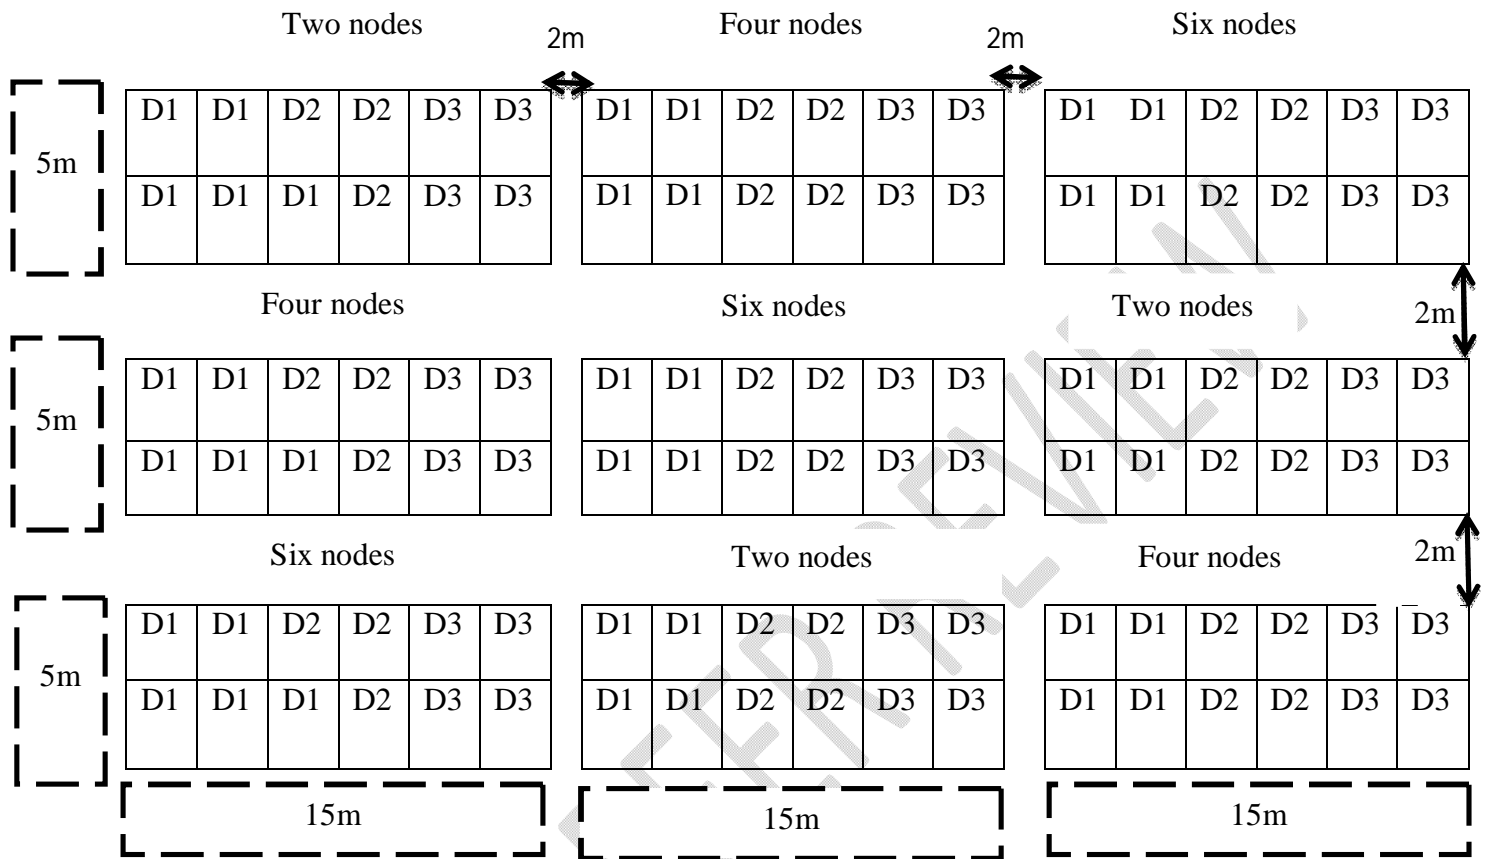 Two nodes 2m Four nodes 2m Six nodes
D1 D1 D2 D2 D3 D3 D1 D1 D2 D2 D3 D3 D1 D1 D2 D2 D3 D3
5m
D1 D1 D1 D2 D3 D3 D1 D1 D2 D2 D3 D3 D1 D1 D2 D2 D3 D3
Four nodes Six nodes Two nodes 2m
D1 D1 D2 D2 D3 D3 D1 D1 D2 D2 D3 D3 D1 D1 D2 D2 D3 D3
5m
D1 D1 D1 D2 D3 D3 D1 D1 D2 D2 D3 D3 D1 D1 D2 D2 D3 D3
Six nodes Two nodes Four nodes 2m
D1 D1 D2 D2 D3 D3 D1 D1 D2 D2 D3 D3 D1 D1 D2 D2 D3 D3
5m
D1 D1 D1 D2 D3 D3 D1 D1 D2 D2 D3 D3 D1 D1 D2 D2 D3 D3
15m 15m 15m
EER REVIEW